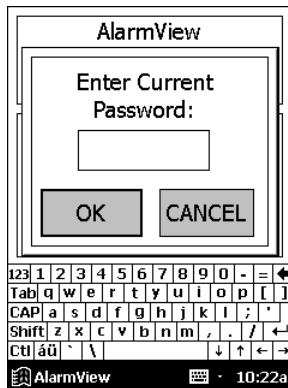 AlarmView
Enter Current
Password:
OK CANCEL
123 1 2 3 4 5 6 7 8 9 0 - = ←
Tab q w e r t y u i o p [ ]
CAP a s d f g h j k l ; '
Shift z x c v b n m , . / ↵
Ctl áü ` \ ↓ ↑ ← →
AlarmView 10:22a